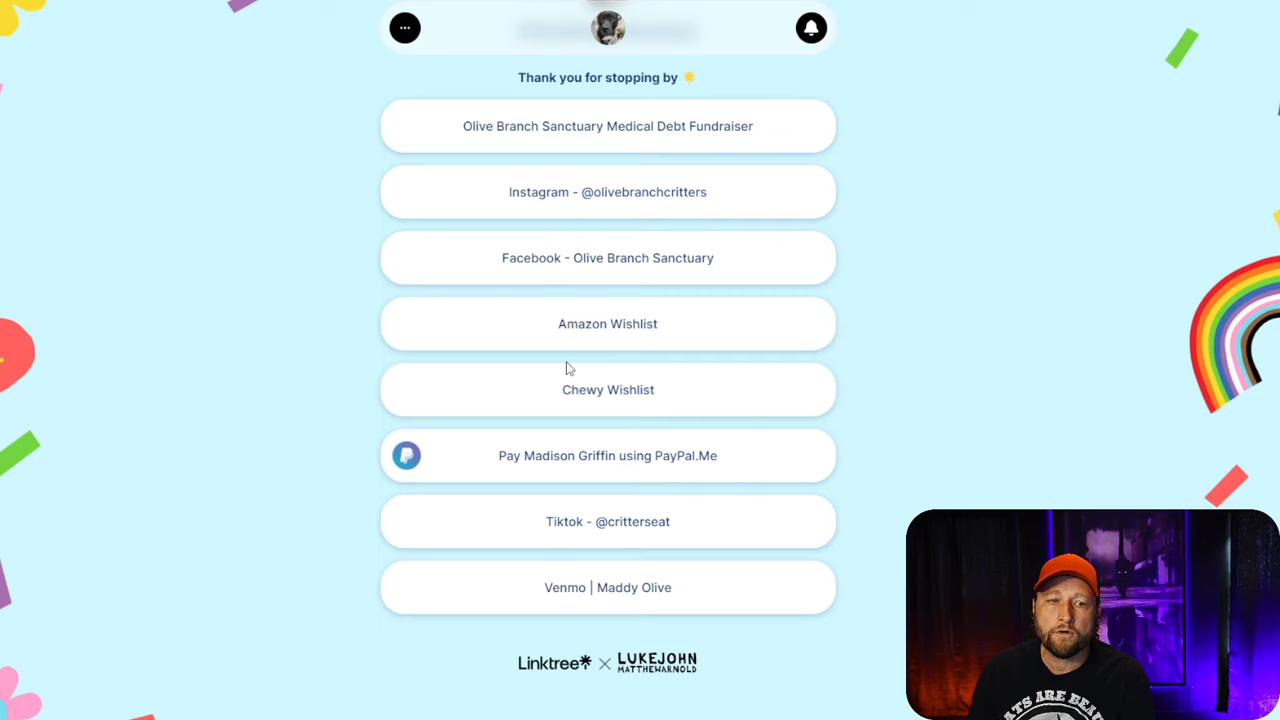 Thank you for stopping by
Olive Branch Sanctuary Medical Debt Fundraiser
Instagram - @olivebranchcritters
Facebook - Olive Branch Sanctuary
Amazon Wishlist
Chewy Wishlist
Pay Madison Griffin using PayPal.Me
Tiktok - @critterseat
Venmo | Maddy Olive
Linktree
LUKEJOHN
MATTHEWARNOLD
ARE